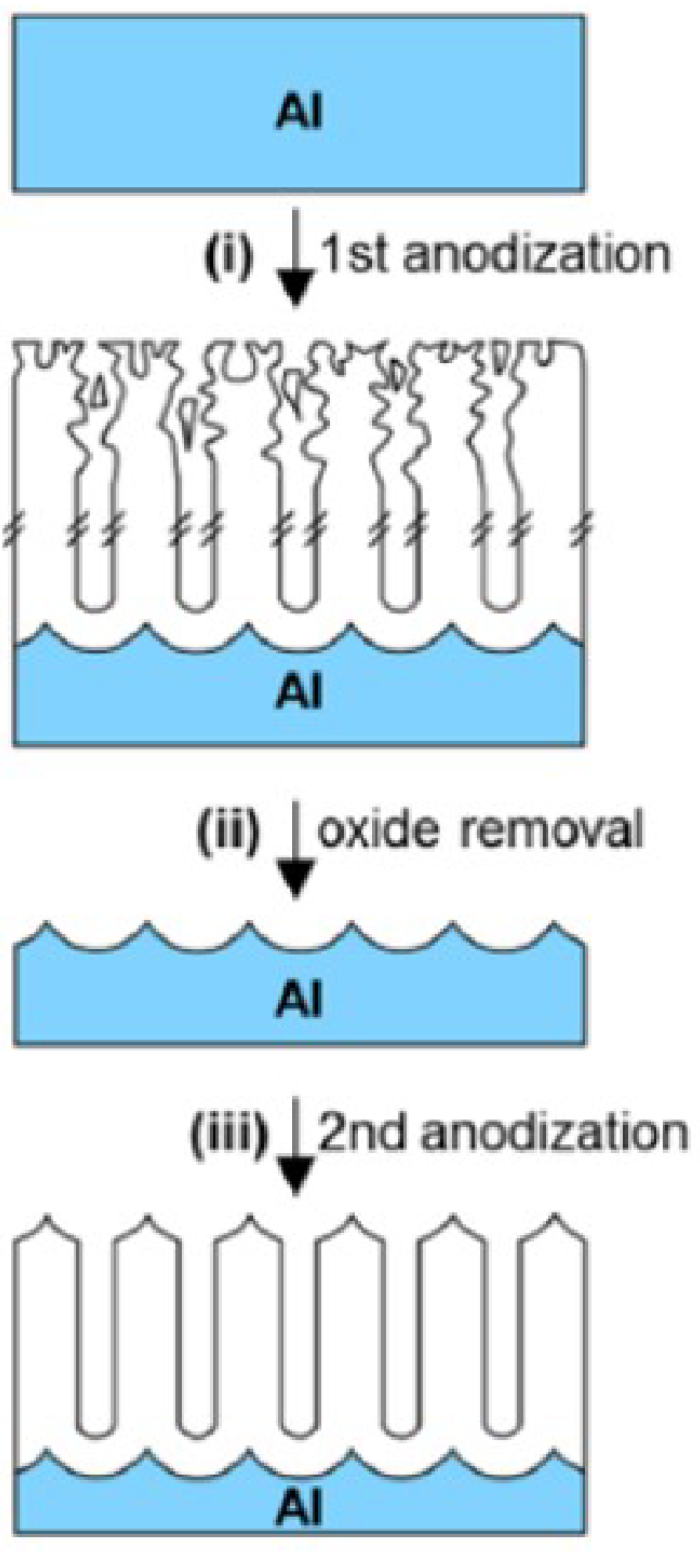 Al
(i) 1st anodization
Al
(ii) oxide removal
Al
(iii) 2nd anodization
Al